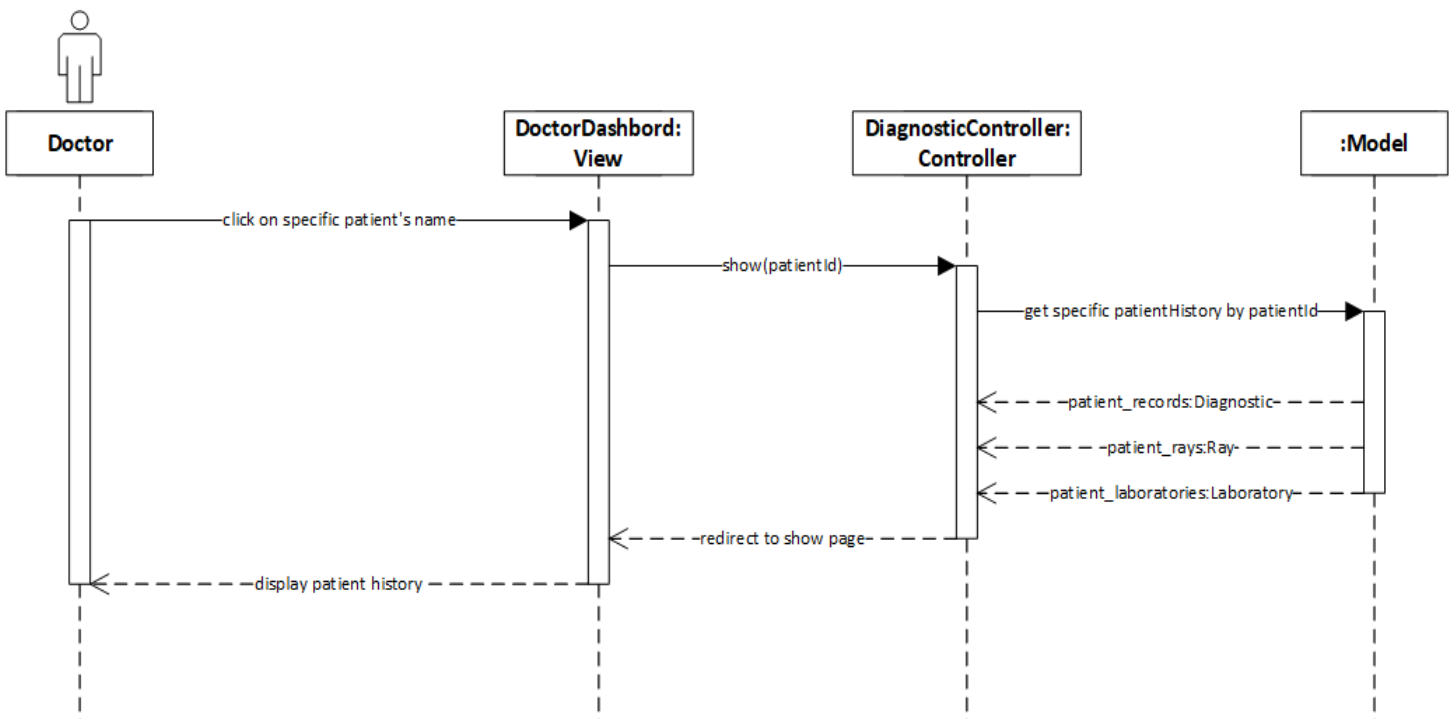 Doctor
DoctorDashbord:
View
DiagnosticController:
Controller
:Model
click on specific patient's name
show(patientId)
get specific patientHistory by patientId
patient_records:Diagnostic
patient_rays:Ray
patient_laboratories:Laboratory
redirect to show page
display patient history